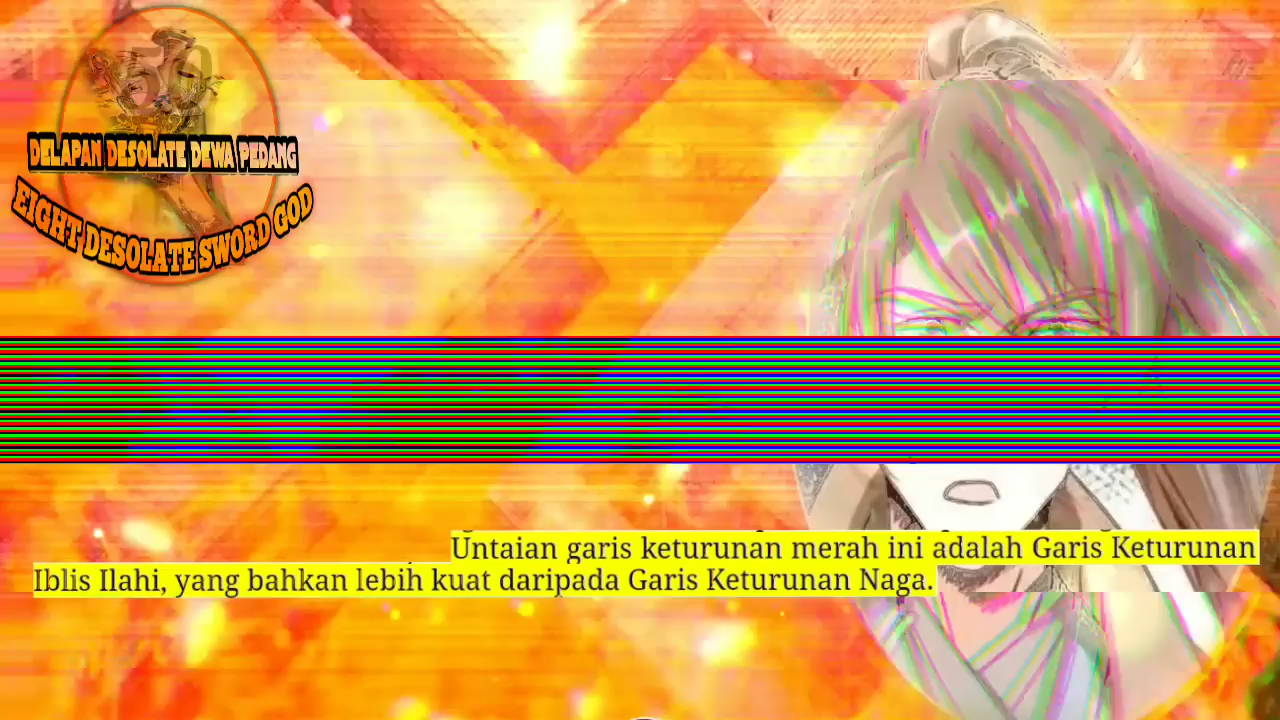 DELAPAN DESOLATE DEWA PEDANG
EIGHT DESOLATE SWORD GOD
Untaian garis keturunan merah ini adalah Garis Keturunan
Iblis Ilahi, yang bahkan lebih kuat daripada Garis Keturunan Naga.